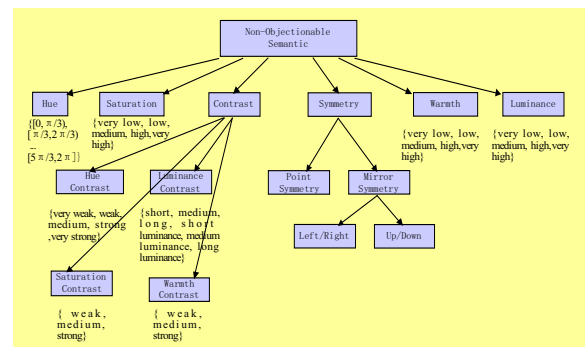 Non-Objectionable
Semantic
Hue
Saturation
Contrast
Symmetry
Warmth
Luminance
{[0, π/3),
[π/3,2π/3)
...
[5π/3,2π]}
{very low, low,
medium, high,very
high}
{very low, low,
medium, high,very
high}
{very low, low,
medium, high,very
high}
Hue
Contrast
Luminance
Contrast
Point
Symmetry
Mirror
Symmetry
{very weak, weak,
medium, strong
,very strong}
{short, medium,
long, short
luminance, medium
luminance, long
luminance}
Left/Right
Up/Down
Saturation
Contrast
Warmth
Contrast
{ weak,
medium,
strong}
{ weak,
medium,
strong}